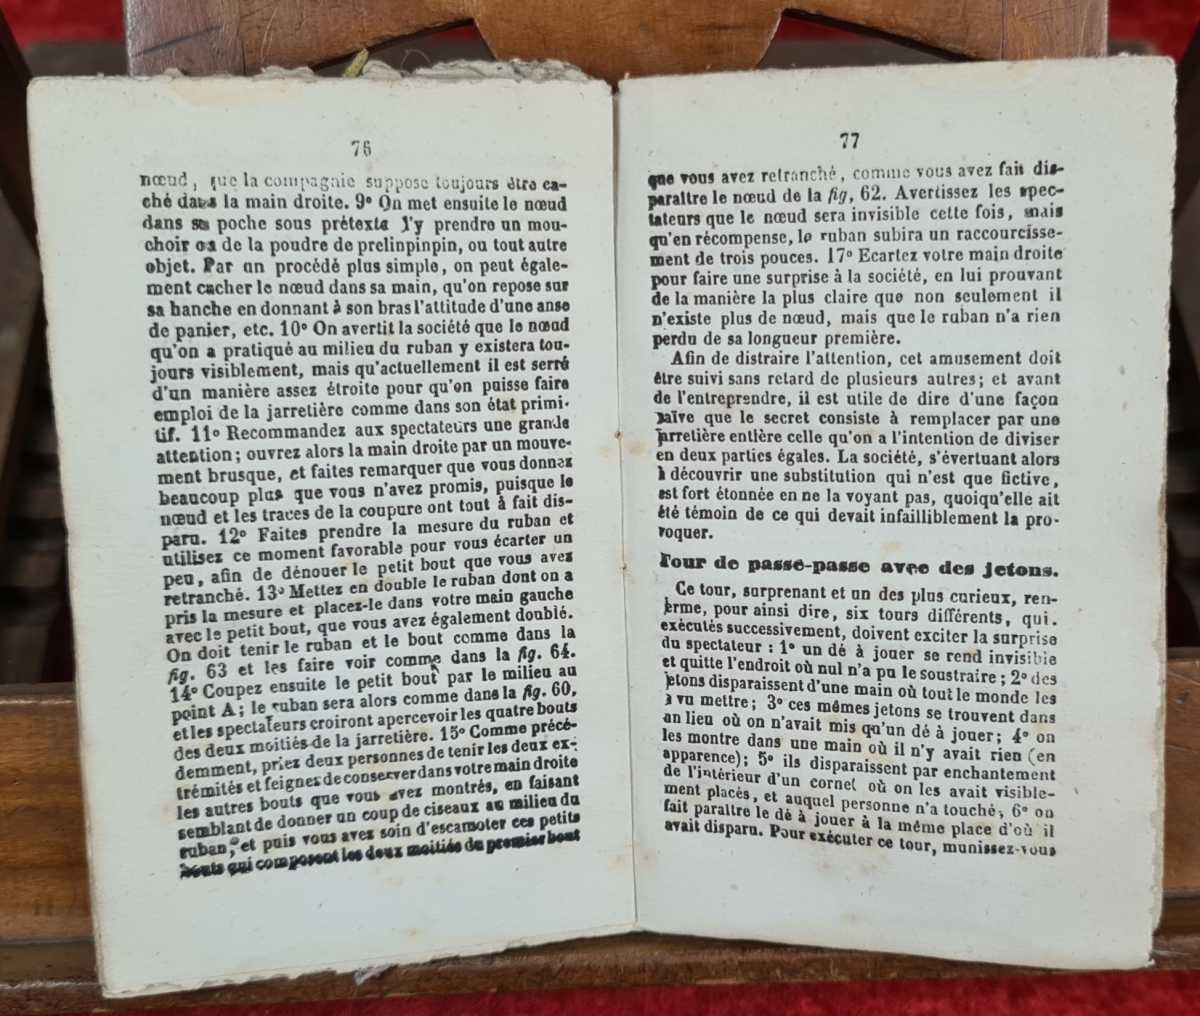 76
nœud, que la compagnie suppose toujours être ca-
ché dans la main droite. 9° On met ensuite le nœud
dans sa poche sous prétexte d'y prendre un mou-
choir ou de la poudre de prelinpinpin, ou tout autre
objet. Par un procédé plus simple, on peut égale-
ment cacher le nœud dans sa main, qu'on repose sur
sa hanche en donnant à son bras l'attitude d'une anse
de panier, etc. 10° On avertit la société que le nœud
qu'on a pratiqué au milieu du ruban y existera tou-
jours visiblement, mais qu'actuellement il est serré
d'un manière assez étroite pour qu'on puisse faire
emploi de la jarretière comme dans son état primi-
tif. 11° Recommandez aux spectateurs une grande
attention; ouvrez alors la main droite par un mouve-
ment brusque, et faites remarquer que vous donnez
beaucoup plus que vous n'avez promis, puisque le
nœud et les traces de la coupure ont tout à fait dis-
paru. 12° Faites prendre la mesure du ruban et
utilisez ce moment favorable pour vous écarter un
peu, afin de dénouer le petit bout que vous avez
retranché. 13° Mettez en double le ruban dont on a
pris la mesure et placez-le dans votre main gauche
avec le petit bout, que vous avez également doublé.
On doit tenir le ruban et le bout comme dans la
fig. 63 et les faire voir comme dans la fig. 64.
14° Coupez ensuite le petit bout par le milieu au
point A; le ruban sera alors comme dans la fig. 60,
et les spectateurs croiront apercevoir les quatre bouts
des deux moitiés de la jarretière. 15° Comme précé-
demment, priez deux personnes de tenir les deux ex-
trémités et feignez de conserver dans votre main droite
les autres bouts que vous avez montrés, en faisant
semblant de donner un coup de ciseaux au milieu du
ruban, et puis vous avez soin d'escamoter ces petits
bouts qui composent les deux moitiés du premier bout
77
que vous avez retranché, comme vous avez fait dis-
paraître le nœud de la fig, 62. Avertissez les spec-
tateurs que le nœud sera invisible cette fois, mais
qu'en récompense, le ruban subira un raccourcisse-
ment de trois pouces. 17° Ecartez votre main droite
pour faire une surprise à la société, en lui prouvant
de la manière la plus claire que non seulement il
n'existe plus de nœud, mais que le ruban n'a rien
perdu de sa longueur première.
Afin de distraire l'attention, cet amusement doit
être suivi sans retard de plusieurs autres; et avant
de l'entreprendre, il est utile de dire d'une façon
naïve que le secret consiste à remplacer par une
jarretière entière celle qu'on a l'intention de diviser
en deux parties égales. La société, s'évertuant alors
à découvrir une substitution qui n'est que fictive,
est fort étonnée en ne la voyant pas, quoiqu'elle ait
été témoin de ce qui devait infailliblement la pro-
voquer.
Tour de passe-passe avec des jetons.
Ce tour, surprenant et un des plus curieux, ren-
ferme, pour ainsi dire, six tours différents, qui.
exécutés successivement, doivent exciter la surprise
du spectateur : 1° un dé à jouer se rend invisible
et quitte l'endroit où nul n'a pu le soustraire; 2° des
jetons disparaissent d'une main où tout le monde les
a vu mettre; 3° ces mêmes jetons se trouvent dans
un lieu où on n'avait mis qu'un dé à jouer; 4° on
les montre dans une main où il n'y avait rien (en
apparence); 5° ils disparaissent par enchantement
de l'intérieur d'un cornet où on les avait visible-
ment placés, et auquel personne n'a touché; 6° on
fait paraître le dé à jouer à la même place d'où il
avait disparu. Pour exécuter ce tour, munissez-vous